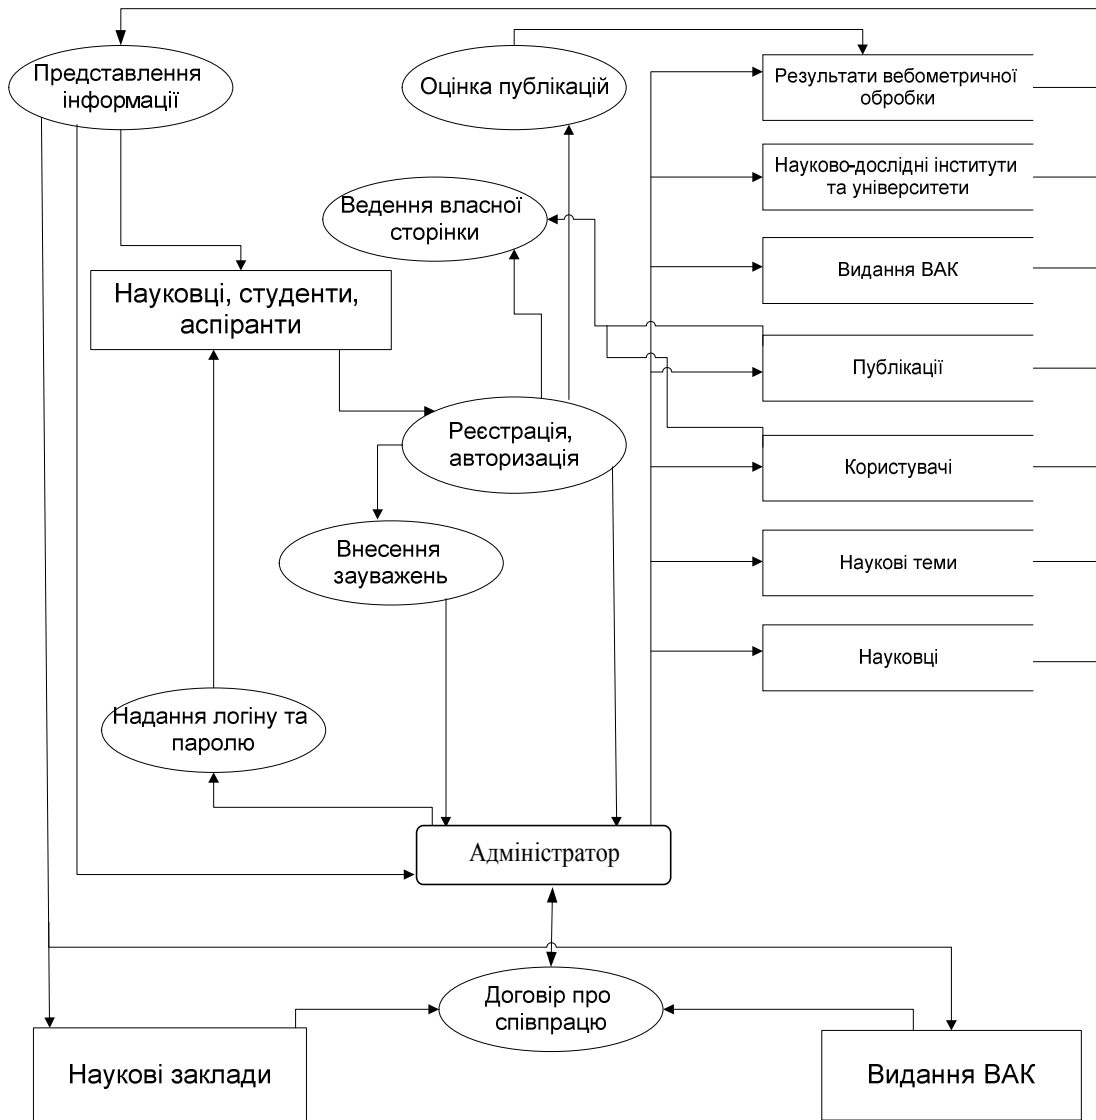 Представлення
інформації
Оцінка публікацій
Результати вебометричної
обробки
Науково-дослідні інститути
та університети
Ведення власної
сторінки
Видання ВАК
Науковці, студенти,
аспіранти
Публікації
Реєстрація,
авторизація
Користувачі
Внесення
зауважень
Наукові теми
Науковці
Надання логіну та
паролю
Адміністратор
Договір про
співпрацю
Наукові заклади
Видання ВАК